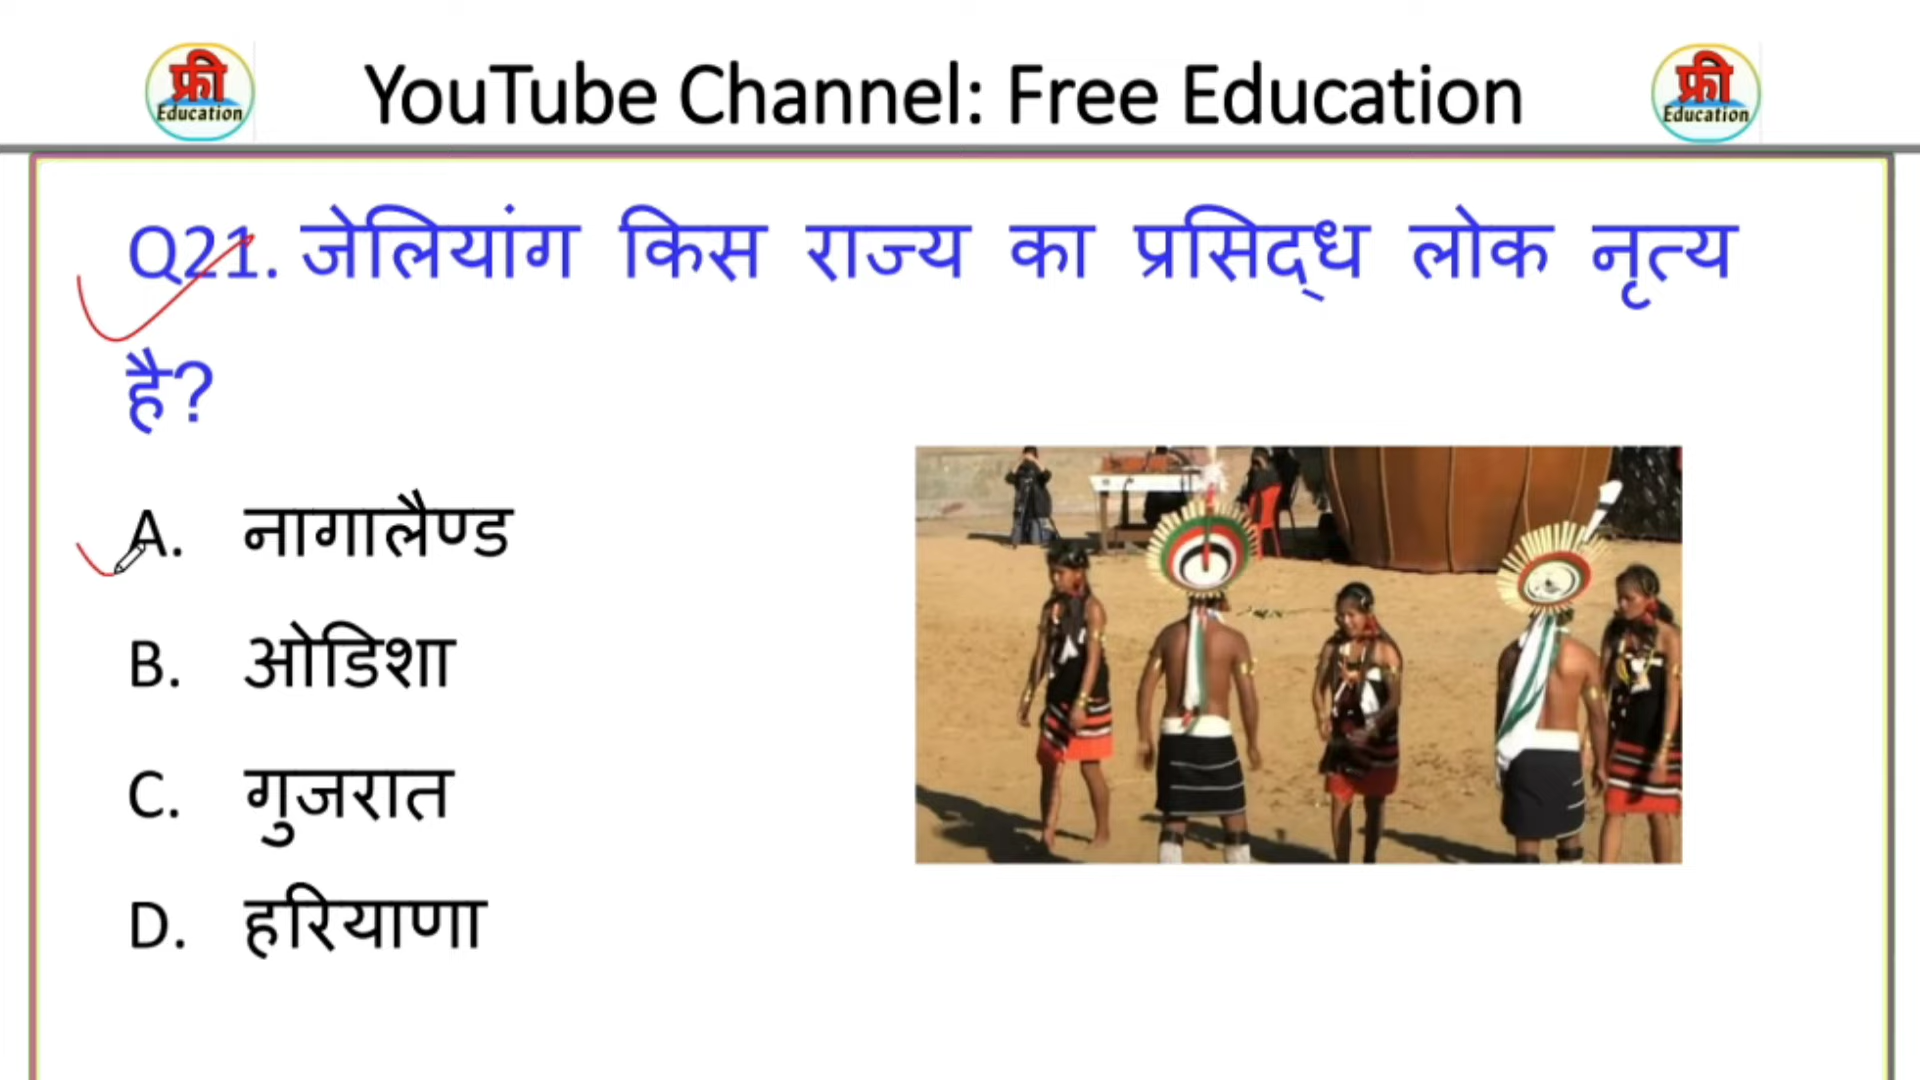 फ्री
Education
YouTube Channel: Free Education
फ्री
Education
Q21. जेलियांग किस राज्य का प्रसिद्ध लोक नृत्य
है?
A. नागालैण्ड
B. ओडिशा
C. गुजरात
D. हरियाणा